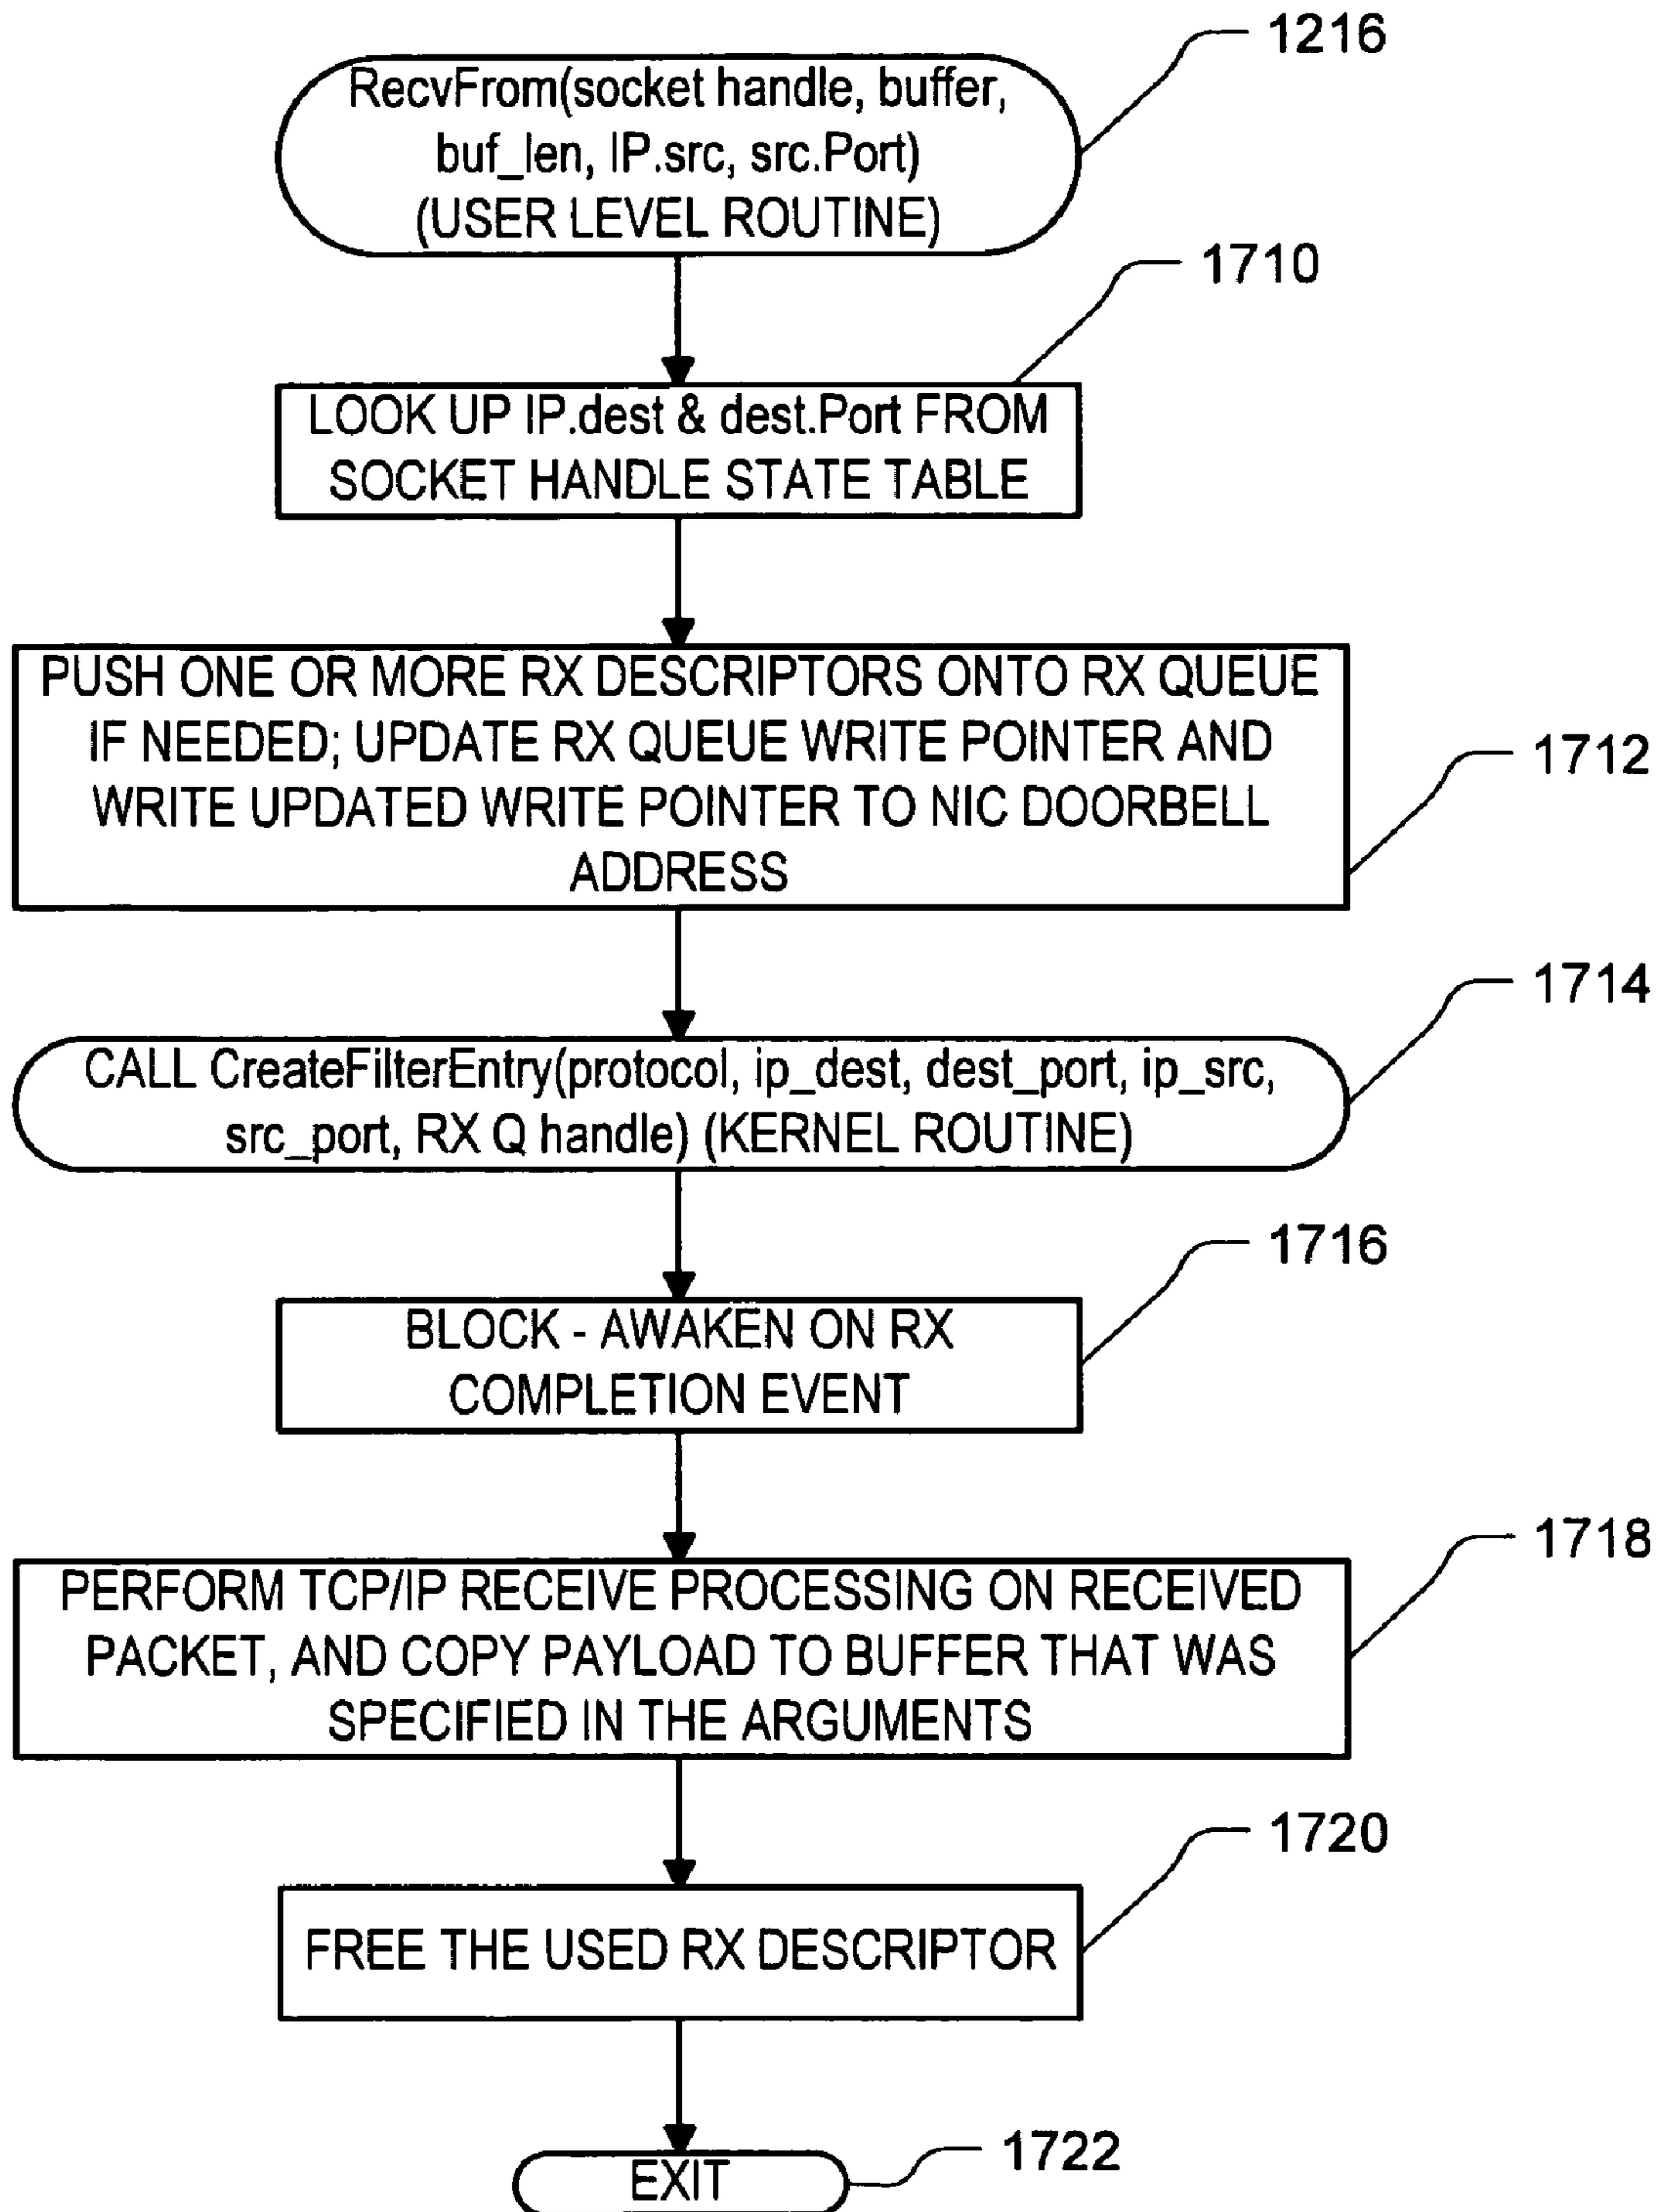 1216
RecvFrom(socket handle, buffer,
buf_len, IP.src, src.Port)
(USER LEVEL ROUTINE)
1710
LOOK UP IP.dest & dest.Port FROM
SOCKET HANDLE STATE TABLE
PUSH ONE OR MORE RX DESCRIPTORS ONTO RX QUEUE
IF NEEDED; UPDATE RX QUEUE WRITE POINTER AND
WRITE UPDATED WRITE POINTER TO NIC DOORBELL
ADDRESS
1712
1714
CALL CreateFilterEntry(protocol, ip_dest, dest_port, ip_src,
src_port, RX Q handle) (KERNEL ROUTINE)
1716
BLOCK - AWAKEN ON RX
COMPLETION EVENT
1718
PERFORM TCP/IP RECEIVE PROCESSING ON RECEIVED
PACKET, AND COPY PAYLOAD TO BUFFER THAT WAS
SPECIFIED IN THE ARGUMENTS
1720
FREE THE USED RX DESCRIPTOR
1722
EXIT